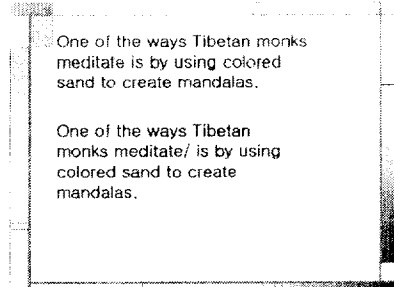 One of the ways Tibetan monks
meditate is by using colored
sand to create mandalas.
One of the ways Tibetan
monks meditate/ is by using
colored sand to create
mandalas.